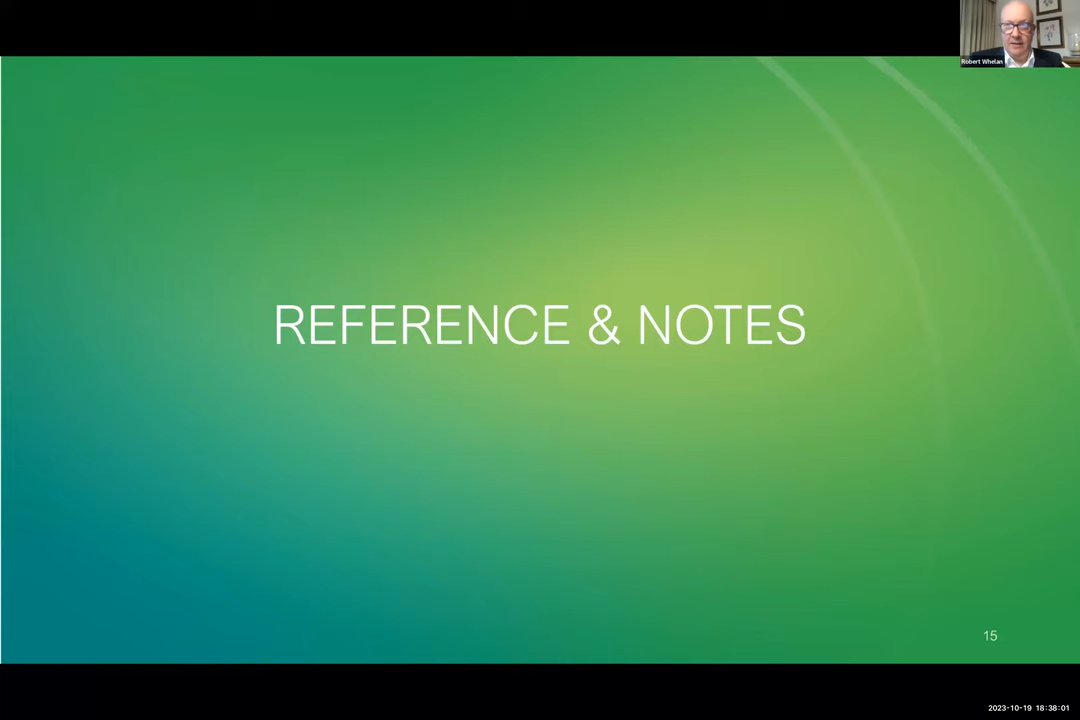 Robert Whelan
REFERENCE & NOTES
15
2023-10-19 18:38:01